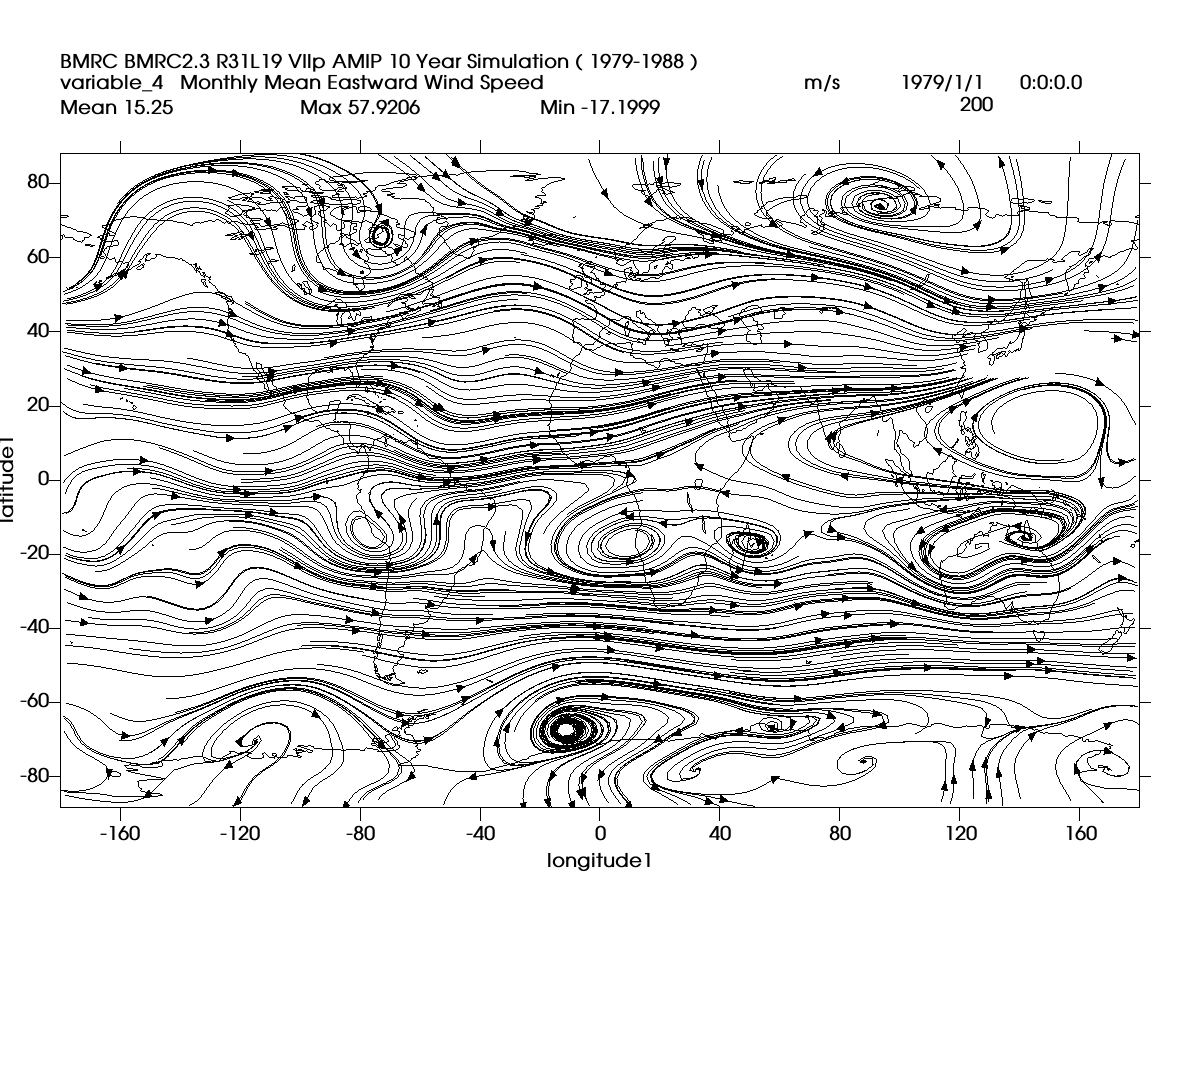 BMRC BMRC2.3 R31L19 VIIp AMIP 10 Year Simulation ( 1979-1988 )
variable_4 Monthly Mean Eastward Wind Speed m/s 1979/1/1 0:0:0.0
Mean 15.25 Max 57.9206 Min -17.1999 200
80
60
40
20
0
-20
-40
-60
-80
latitude1
-160 -120 -80 -40 0 40 80 120 160
longitude1